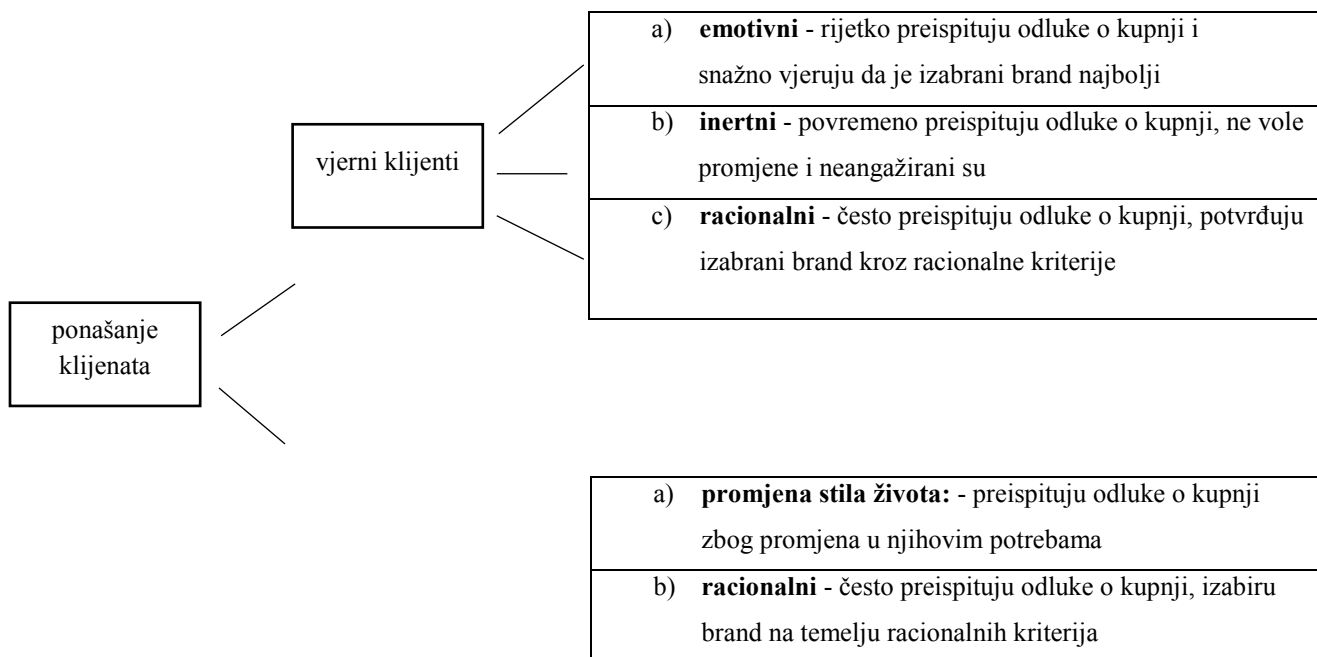 a) emotivni - rijetko preispituju odluke o kupnji i
snažno vjeruju da je izabrani brand najbolji
b) inertni - povremeno preispituju odluke o kupnji, ne vole
promjene i neangažirani su
c) racionalni - često preispituju odluke o kupnji, potvrđuju
izabrani brand kroz racionalne kriterije
vjerni klijenti
ponašanje
klijenata
a) promjena stila života: - preispituju odluke o kupnji
zbog promjena u njihovim potrebama
b) racionalni - često preispituju odluke o kupnji, izabiru
brand na temelju racionalnih kriterija